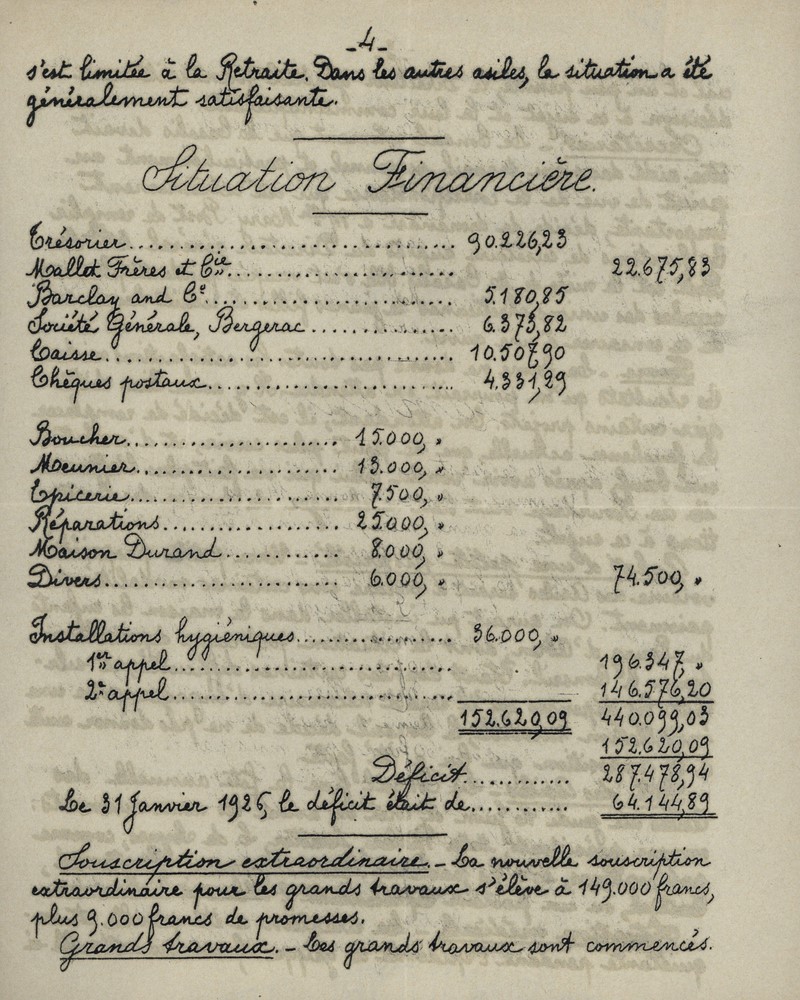 -4-
s'est limitée à la Retraite. Dans les autres asiles, la situation a été
généralement satisfaisante.
Situation Financière.
Trésorier........................................ 90.226,23
Mallet Frères et Cie............................ 22.675,83
Barclay and Cº............................... 5.180,85
Société Générale, Bergerac............... 6.373,82
Caisse........................................... 10.507,90
Chèques postaux............................. 4.331,29
Boucher............................ 15.000, "
Meunier............................ 13.000, "
Epicerie............................ 7.500, "
Réparations....................... 25.000, "
Maison Durand................. 8.000, "
Divers............................... 6.000, " 74.500, "
Installations hygiéniques.................... 36.000, "
1er appel.................................... 196.347, "
2e appel..................................... 146.576,20
152.620,09 440.099,03
152.620,09
Déficit.............. 287.478,94
Le 31 Janvier 1926, le déficit était de............. 64.144,89
Souscription extraordinaire. - La nouvelle souscription
extraordinaire pour les grands travaux s'élève à 149.000 francs,
plus 9.000 francs de promesses.
Grands travaux. - Les grands travaux sont commencés.